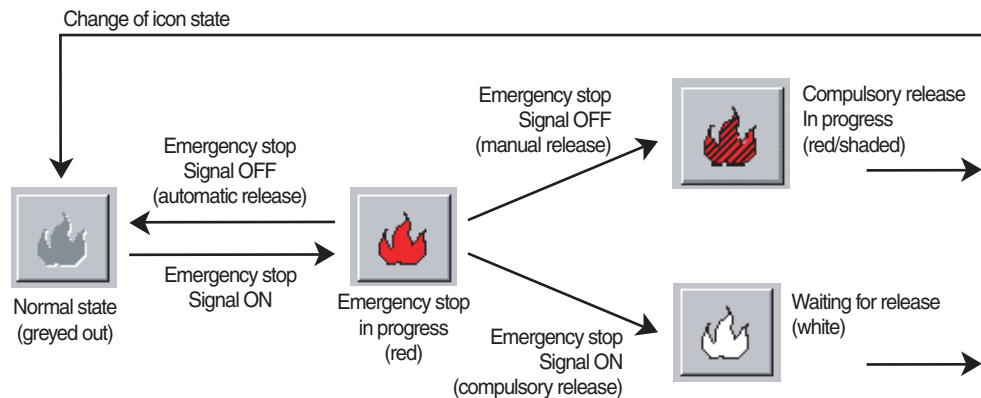 Change of icon state
Emergency stop
Signal OFF
(manual release)
Compulsory release
In progress
(red/shaded)
Emergency stop
Signal OFF
(automatic release)
Emergency stop
Signal ON
Normal state
(greyed out)
Emergency stop
in progress
(red)
Emergency stop
Signal ON
(compulsory release)
Waiting for release
(white)